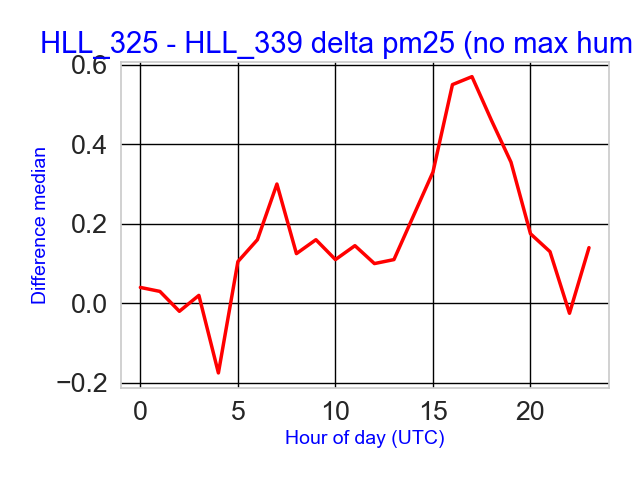 HLL_325 - HLL_339 delta pm25 (no max hum
0.6
0.4
0.2
0.0
−0.2
Difference median
0 5 10 15 20
Hour of day (UTC)